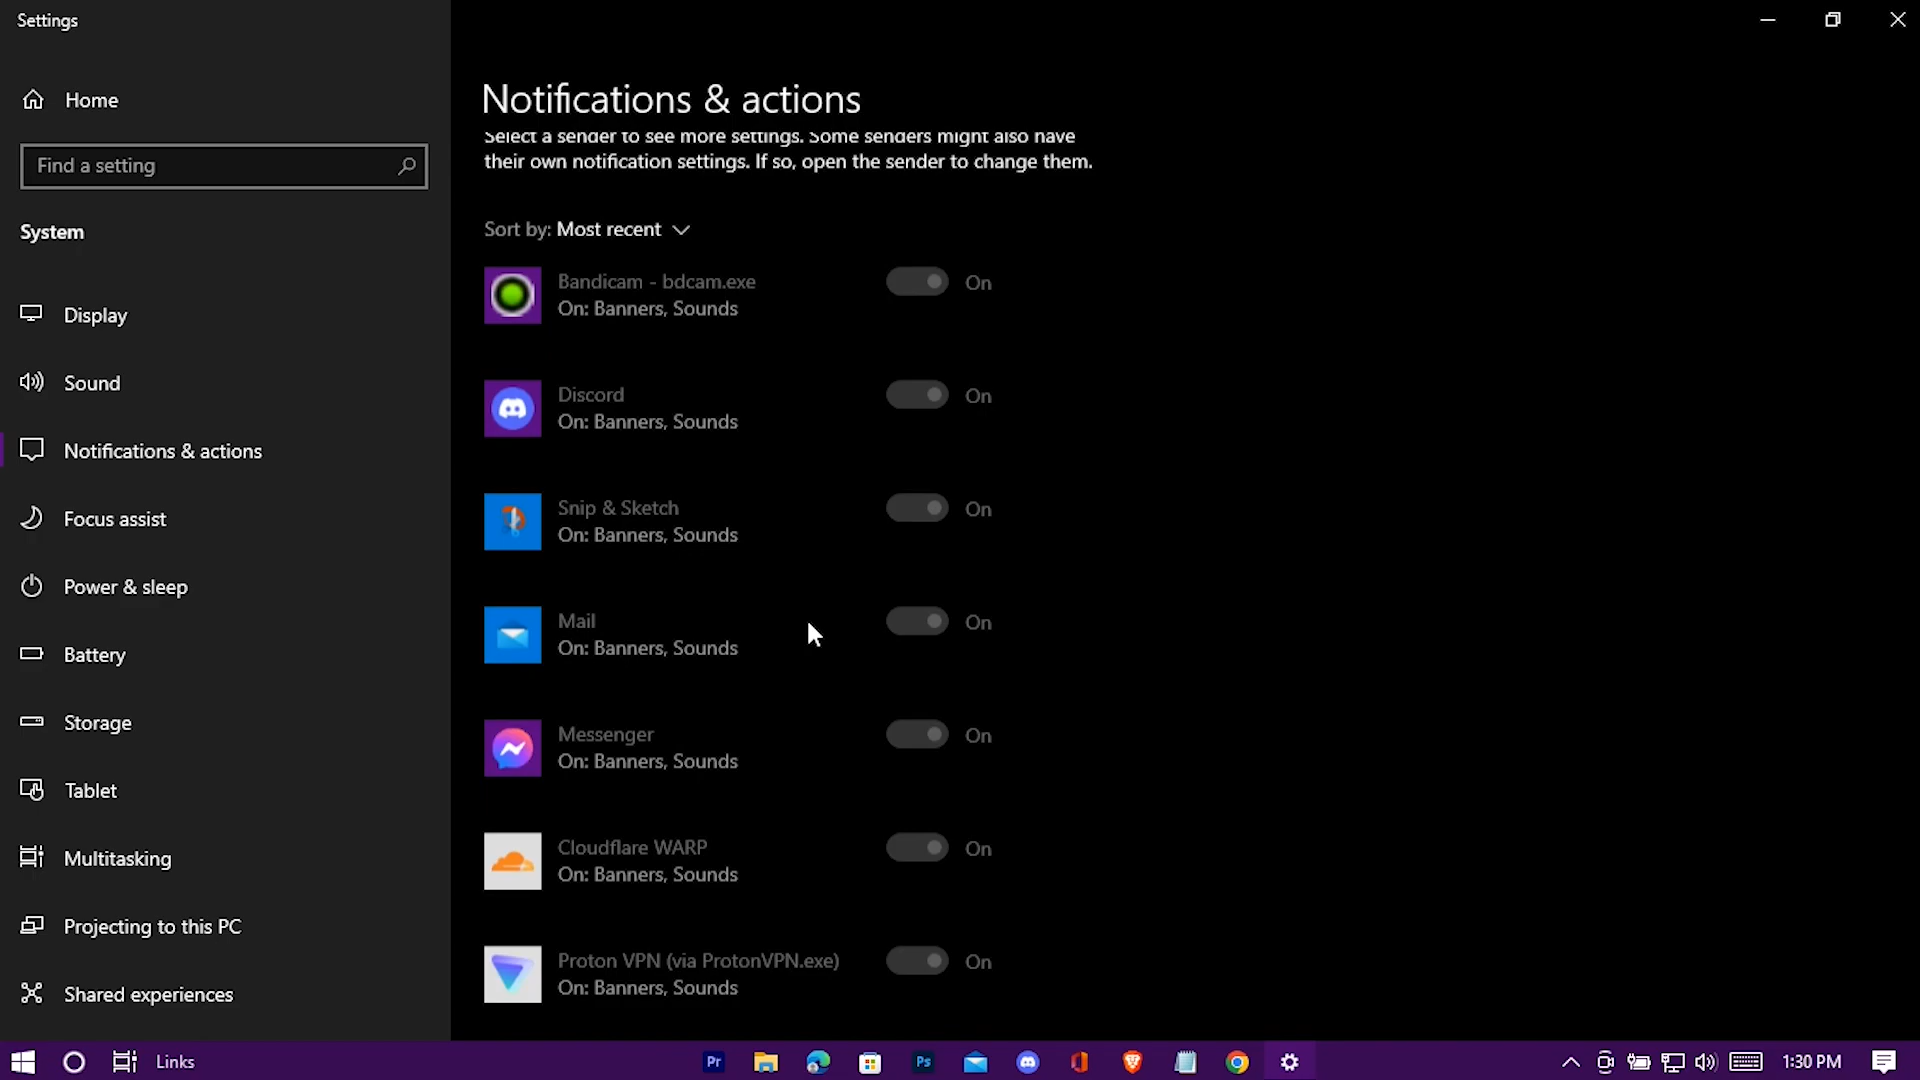 Settings
Home
Find a setting
System
Display
Sound
Notifications & actions
Focus assist
Power & sleep
Battery
Storage
Tablet
Multitasking
Projecting to this PC
Shared experiences
Notifications & actions
Select a sender to see more settings. Some senders might also have
their own notification settings. If so, open the sender to change them.
Sort by: Most recent
Bandicam - bdcam.exe
On: Banners, Sounds
On
Discord
On: Banners, Sounds
On
Snip & Sketch
On: Banners, Sounds
On
Mail
On: Banners, Sounds
On
Messenger
On: Banners, Sounds
On
Cloudflare WARP
On: Banners, Sounds
On
Proton VPN (via ProtonVPN.exe)
On: Banners, Sounds
On
Links
Pr
Ps
1:30 PM